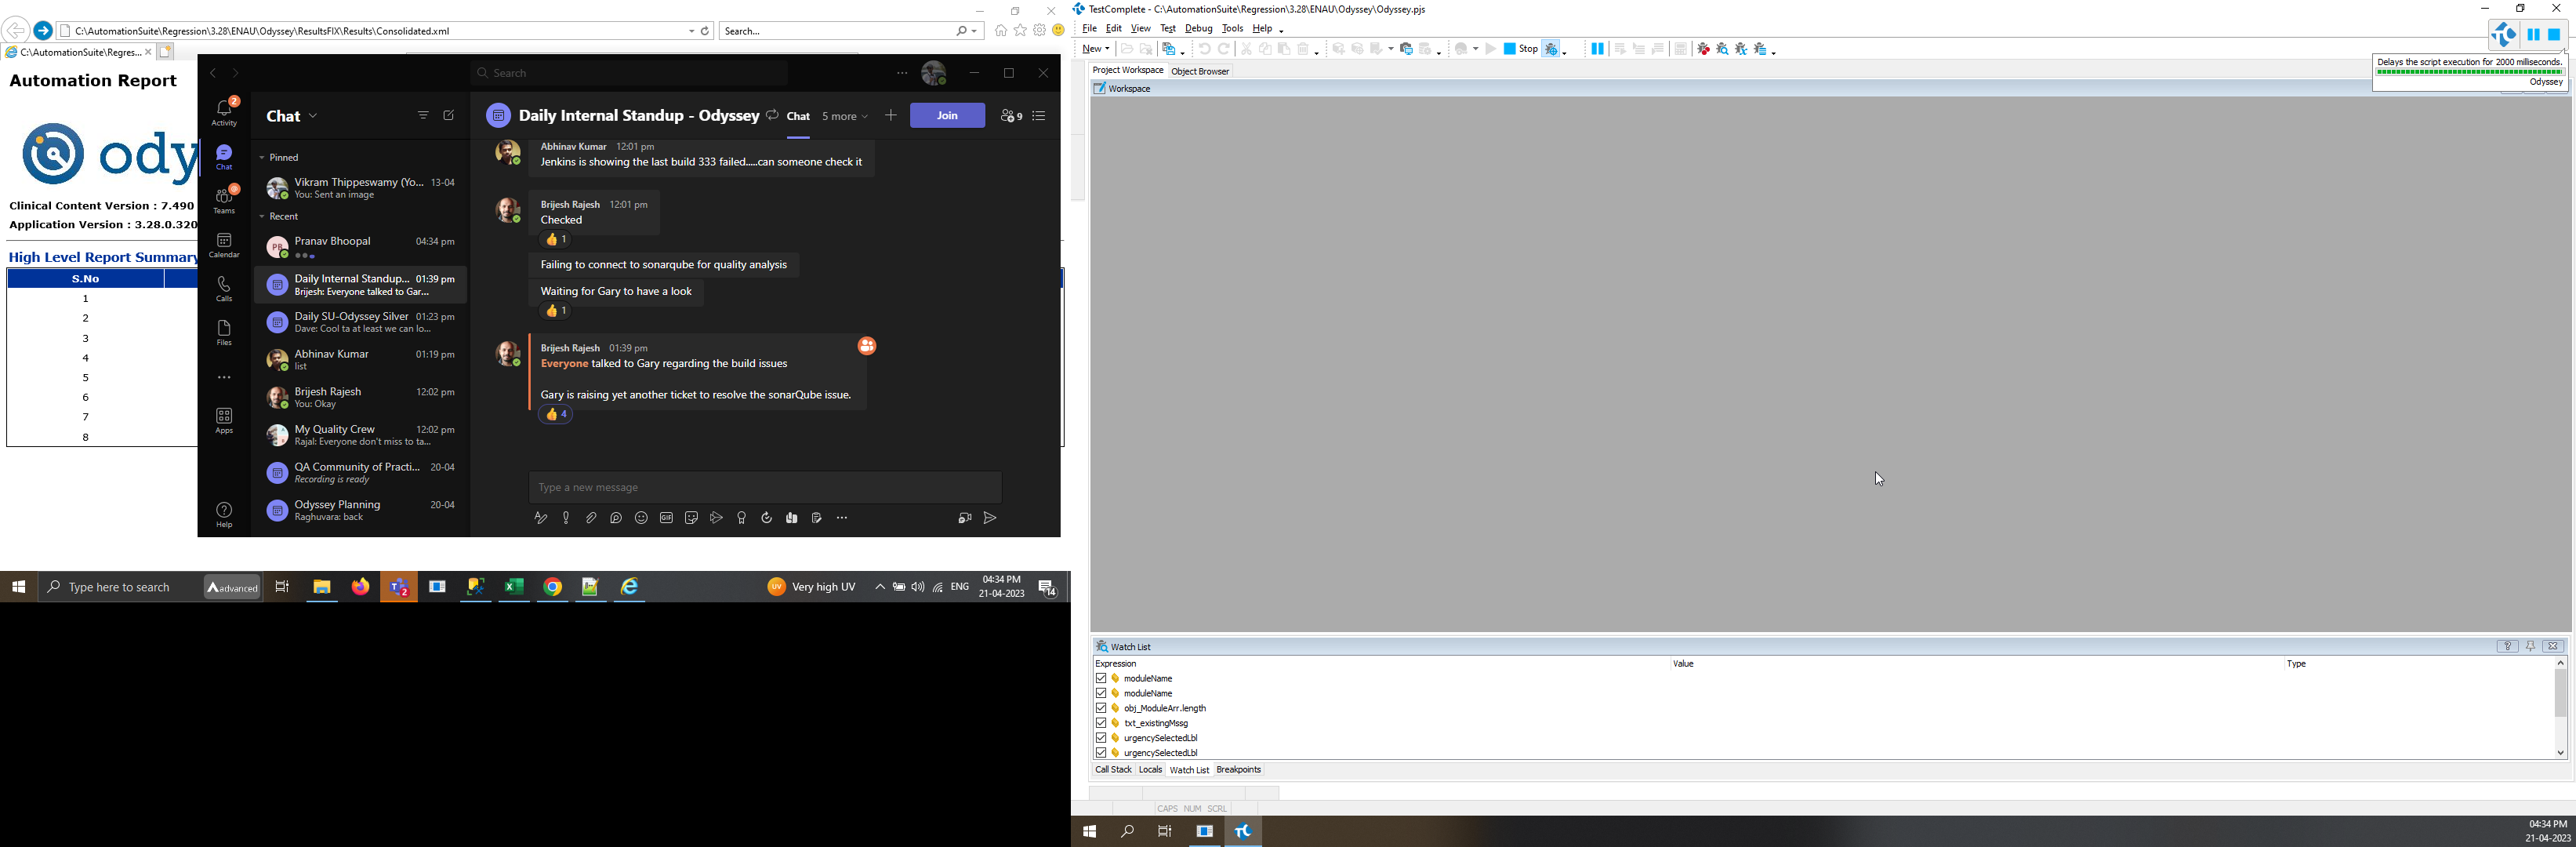 C:\AutomationSuite\Regression\3.28\ENAU\Odyssey\ResultsFIX\Results\Consolidated.xml
Search...
C:\AutomationSuite\Regres...
Automation Report
ody
Clinical Content Version : 7.490
Application Version : 3.28.0.320
High Level Report Summary
S.No
1
2
3
4
5
6
7
8
Search
2
Activity
Chat
Teams
Calendar
Calls
Files
Apps
Help
Chat
Pinned
Vikram Thippeswamy (Yo... 13-04
You: Sent an image
Recent
PB
Pranav Bhoopal 04:34 pm
Daily Internal Standup... 01:39 pm
Brijesh: Everyone talked to Gar...
Daily SU-Odyssey Silver 01:23 pm
Dave: Cool ta at least we can lo...
Abhinav Kumar 01:19 pm
list
Brijesh Rajesh 12:02 pm
You: Okay
My Quality Crew 12:02 pm
Rajal: Everyone don't miss to ta...
QA Community of Practi... 20-04
Recording is ready
Odyssey Planning 20-04
Raghuvara: back
Daily Internal Standup - Odyssey Chat 5 more Join 9
Abhinav Kumar 12:01 pm
Jenkins is showing the last build 333 failed.....can someone check it
Brijesh Rajesh 12:01 pm
Checked
1
Failing to connect to sonarqube for quality analysis
Waiting for Gary to have a look
1
Brijesh Rajesh 01:39 pm
Everyone talked to Gary regarding the build issues
Gary is raising yet another ticket to resolve the sonarQube issue.
4
Type a new message
GIF
Type here to search
advanced
2
UV Very high UV
ENG
04:34 PM
21-04-2023
14
TestComplete - C:\AutomationSuite\Regression\3.28\ENAU\Odyssey\Odyssey.pjs
File Edit View Test Debug Tools Help
New
Stop
Delays the script execution for 2000 milliseconds.
Odyssey
Project Workspace Object Browser
Workspace
Watch List
Expression Value Type
moduleName
moduleName
obj_ModuleArr.length
txt_existingMssg
urgencySelectedLbl
urgencySelectedLbl
Call Stack Locals Watch List Breakpoints
CAPS NUM SCRL
04:34 PM
21-04-2023